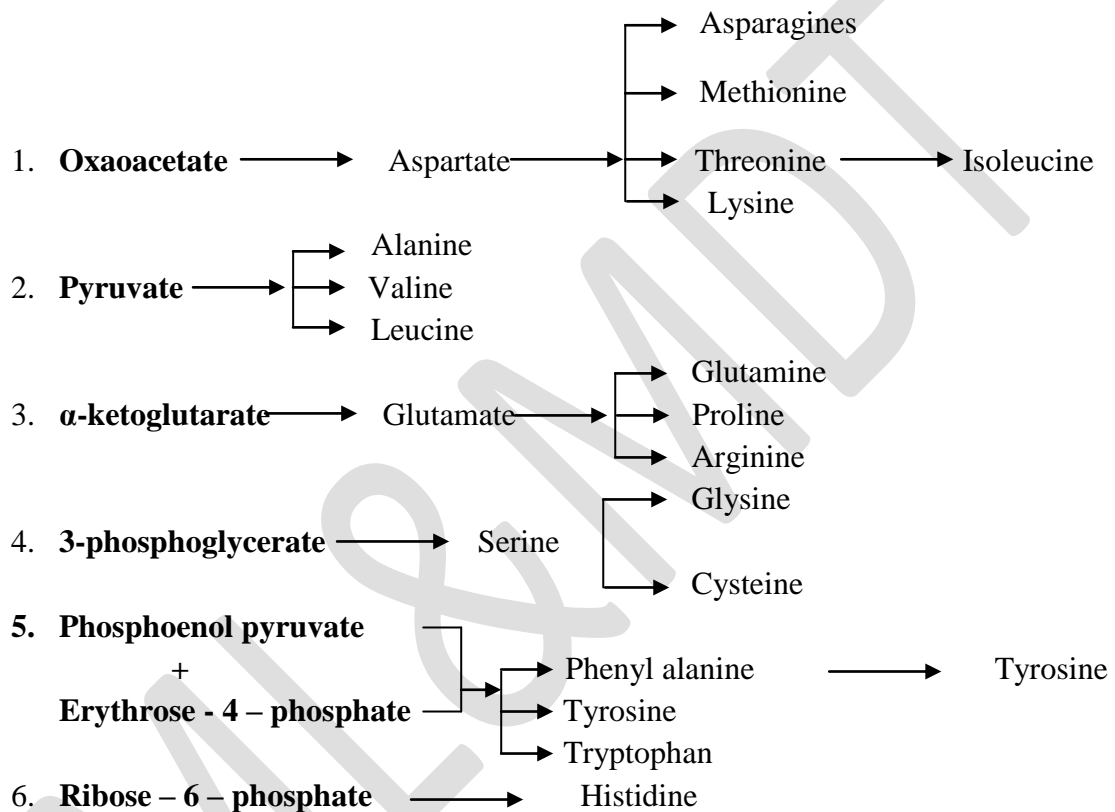 Asparagines
Methionine
1. Oxaoacetate Aspartate Threonine Isoleucine
Lysine
Alanine
2. Pyruvate Valine
Leucine
Glutamine
3. α-ketoglutarate Glutamate Proline
Arginine
Glysine
4. 3-phosphoglycerate Serine
Cysteine
5. Phosphoenol pyruvate
+ Phenyl alanine Tyrosine
Erythrose - 4 – phosphate Tyrosine
Tryptophan
6. Ribose – 6 – phosphate Histidine
ML&MDT